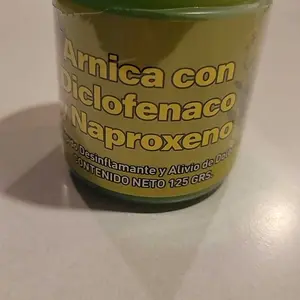 Arnica con
Diclofenaco
Naproxeno
Desinflamante y Alivio de
CONTENIDO NETO 125 GRS.